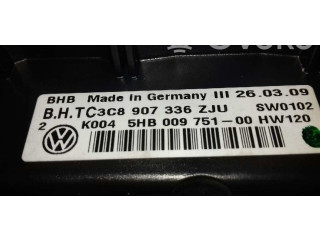 BHB Made in Germany III 26.03.09
B.H.TC3C8 907 336 ZJU SW0102
2 K004 5HB 009 751-00 HW120